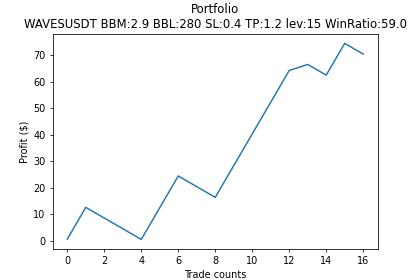 Portfolio
WAVESUSDT BBM:2.9 BBL:280 SL:0.4 TP:1.2 lev:15 WinRatio:59.0
Profit ($)
70
60
50
40
30
20
10
0
0 2 4 6 8 10 12 14 16
Trade counts